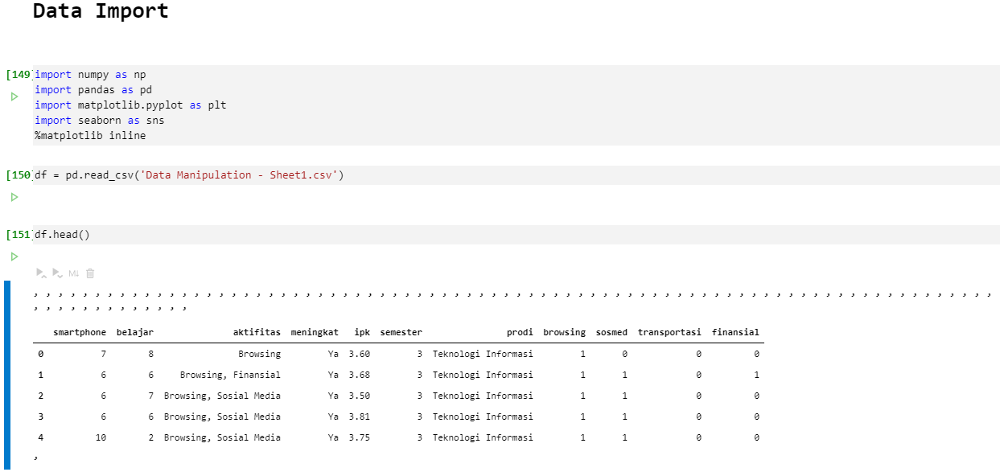 Data Import
[149] import numpy as np
import pandas as pd
import matplotlib.pyplot as plt
import seaborn as sns
%matplotlib inline
[150] df = pd.read_csv('Data Manipulation - Sheet1.csv')
[151] df.head()
M↓
, , , , , , , , , , , , , , , , , , , , , , , , , , , , , , , , , , , , , , , , , , , , , , , , , , , , , , , , , , , , , , , , , , , , , , , , , , , , , ,
, , , , , , , , , , , , ,
smartphone belajar aktifitas meningkat ipk semester prodi browsing sosmed transportasi finansial
0 7 8 Browsing Ya 3.60 3 Teknologi Informasi 1 0 0 0
1 6 6 Browsing, Finansial Ya 3.68 3 Teknologi Informasi 1 1 0 1
2 6 7 Browsing, Sosial Media Ya 3.50 3 Teknologi Informasi 1 1 0 0
3 6 6 Browsing, Sosial Media Ya 3.81 3 Teknologi Informasi 1 1 0 0
4 10 2 Browsing, Sosial Media Ya 3.75 3 Teknologi Informasi 1 1 0 0
,